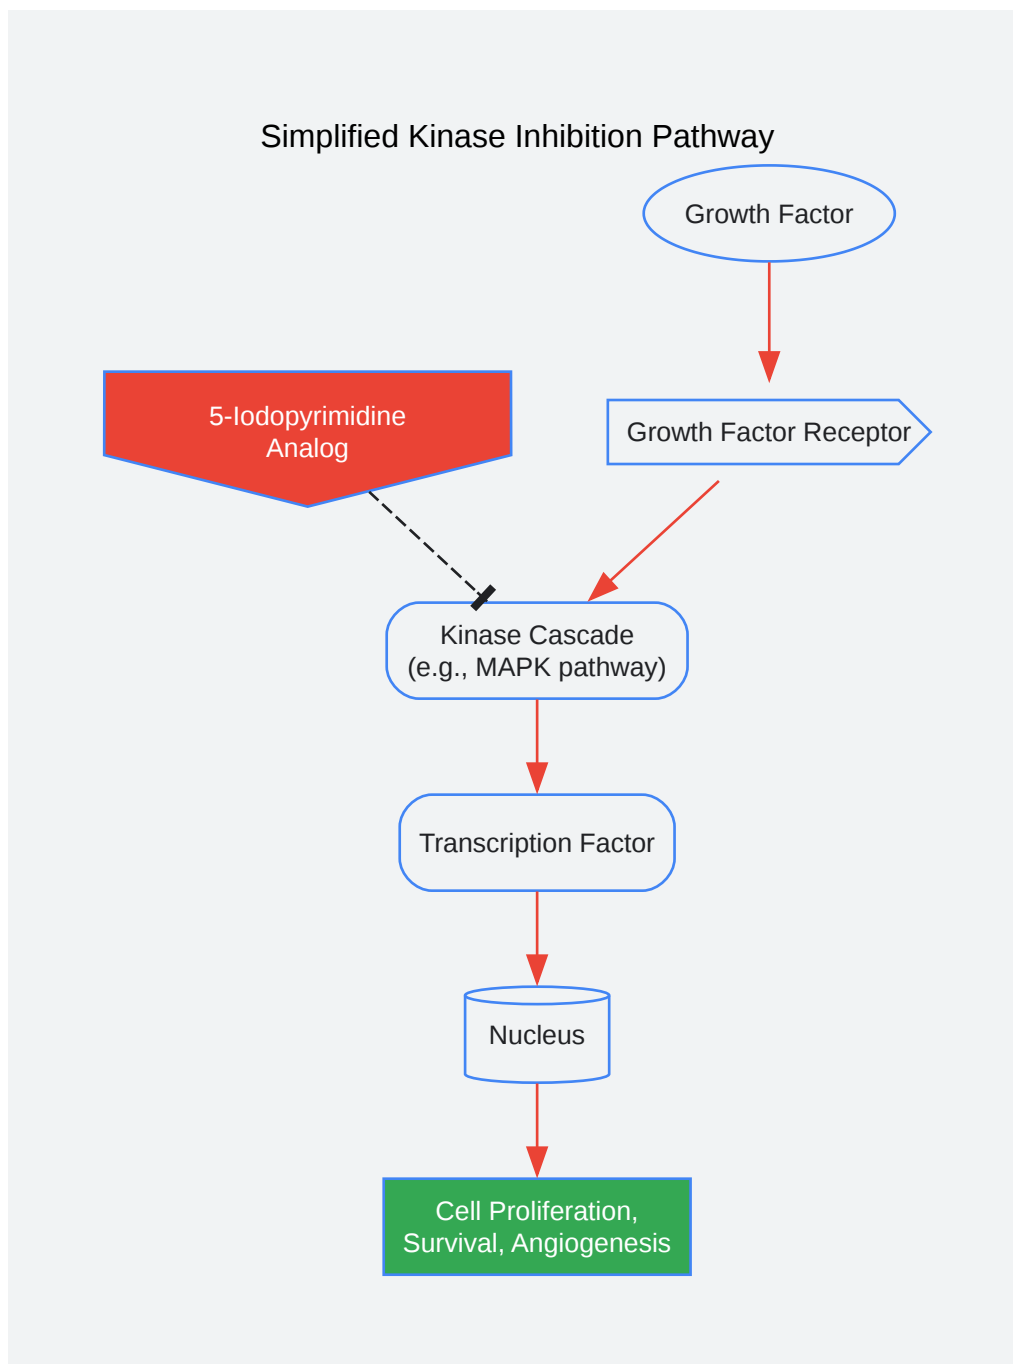 Simplified Kinase Inhibition Pathway
Growth Factor
5-Iodopyrimidine
Analog
Growth Factor Receptor
Kinase Cascade
(e.g., MAPK pathway)
Transcription Factor
Nucleus
Cell Proliferation,
Survival, Angiogenesis